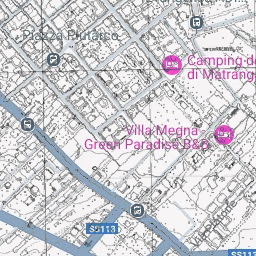 Piazza Plutarco
Camping d
di Matrang
Villa Megna
Green Paradise B&B
SS113
SS113